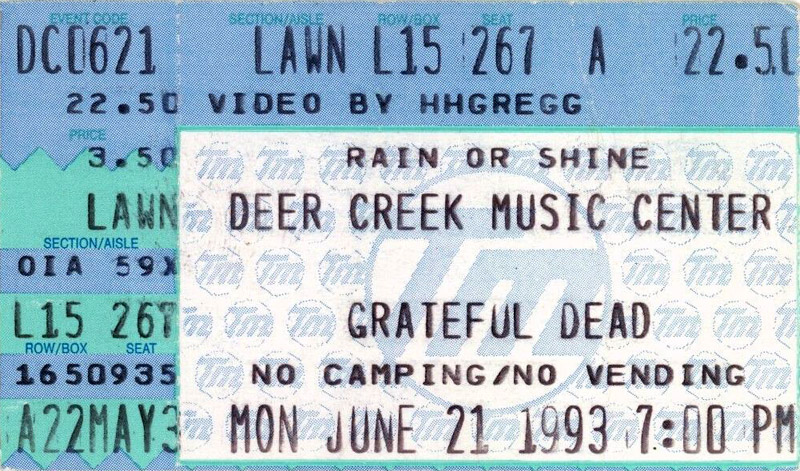 EVENT CODE SECTION/AISLE ROW/BOX SEAT PRICE
DC0621 LAWN L15 267 A 22.50
22.50 VIDEO BY HHGREGG
PRICE
3.50 RAIN OR SHINE
LAWN DEER CREEK MUSIC CENTER
SECTION/AISLE
OIA 59X
L15 267 GRATEFUL DEAD
ROW/BOX SEAT
1650935 NO CAMPING/NO VENDING
A22MAY3 MON JUNE 21 1993 7:00 PM